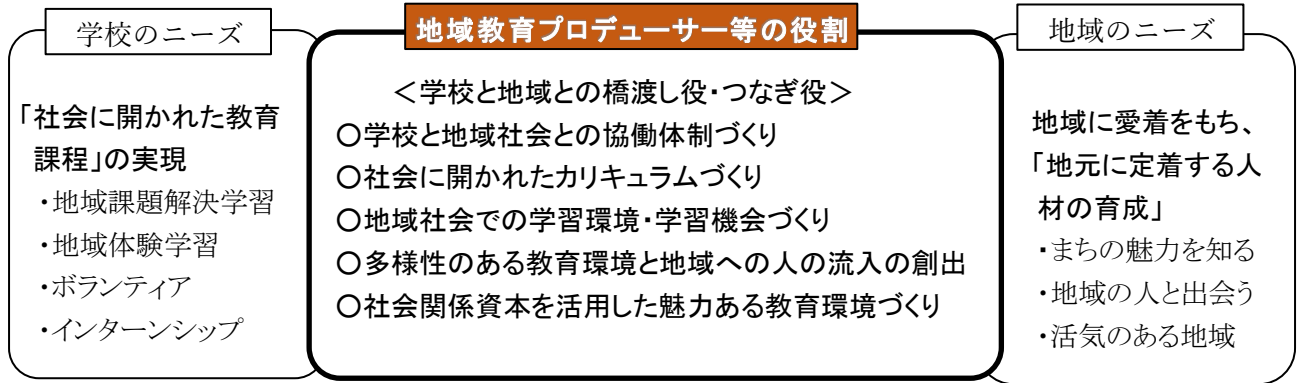 学校のニーズ
「社会に開かれた教育
課程」の実現
・地域課題解決学習
・地域体験学習
・ボランティア
・インターンシップ
地域教育プロデューサー等の役割
＜学校と地域との橋渡し役・つなぎ役＞
○学校と地域社会との協働体制づくり
○社会に開かれたカリキュラムづくり
○地域社会での学習環境・学習機会づくり
○多様性のある教育環境と地域への人の流入の創出
○社会関係資本を活用した魅力ある教育環境づくり
地域のニーズ
地域に愛着をもち、
「地元に定着する人
材の育成」
・まちの魅力を知る
・地域の人と出会う
・活気のある地域